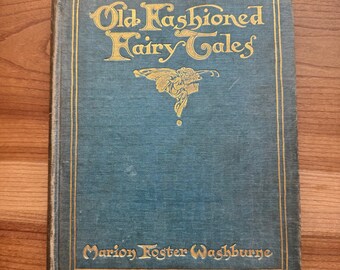 Old Fashioned
Fairy Tales
Marion Foster Washburne